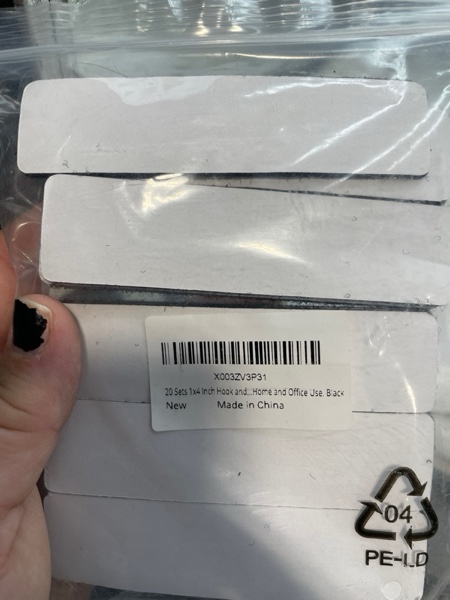 X003ZV3P31
20 Sets 1x4 Inch Hook and...Home and Office Use, Black
New Made in China
04
PE-LD